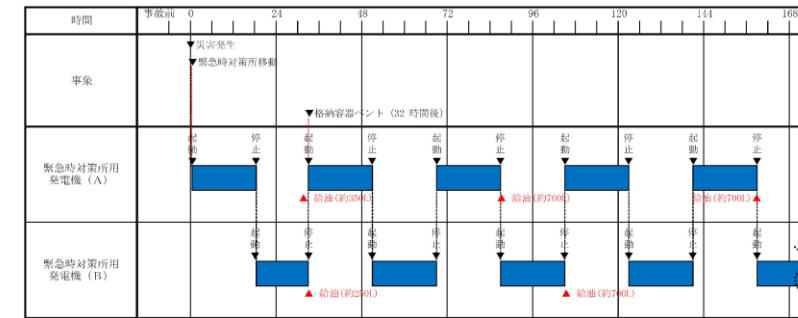 時間 事故前 0 24 48 72 96 120 144 168
事象
▼災害発生
▼緊急時対策所移動
▼格納容器ベント（32 時間後）
緊急時対策所用
発電機（A）
起動 停止 起動 停止 起動 停止 起動 停止 起動 停止
▲ 給油(約350L) ▲ 給油(約700L) 給油(約700L) ▲
緊急時対策所用
発電機（B）
起動 停止 起動 停止 起動 停止 起動 停止 起動
▲ 給油(約250L) ▲ 給油(約700L)